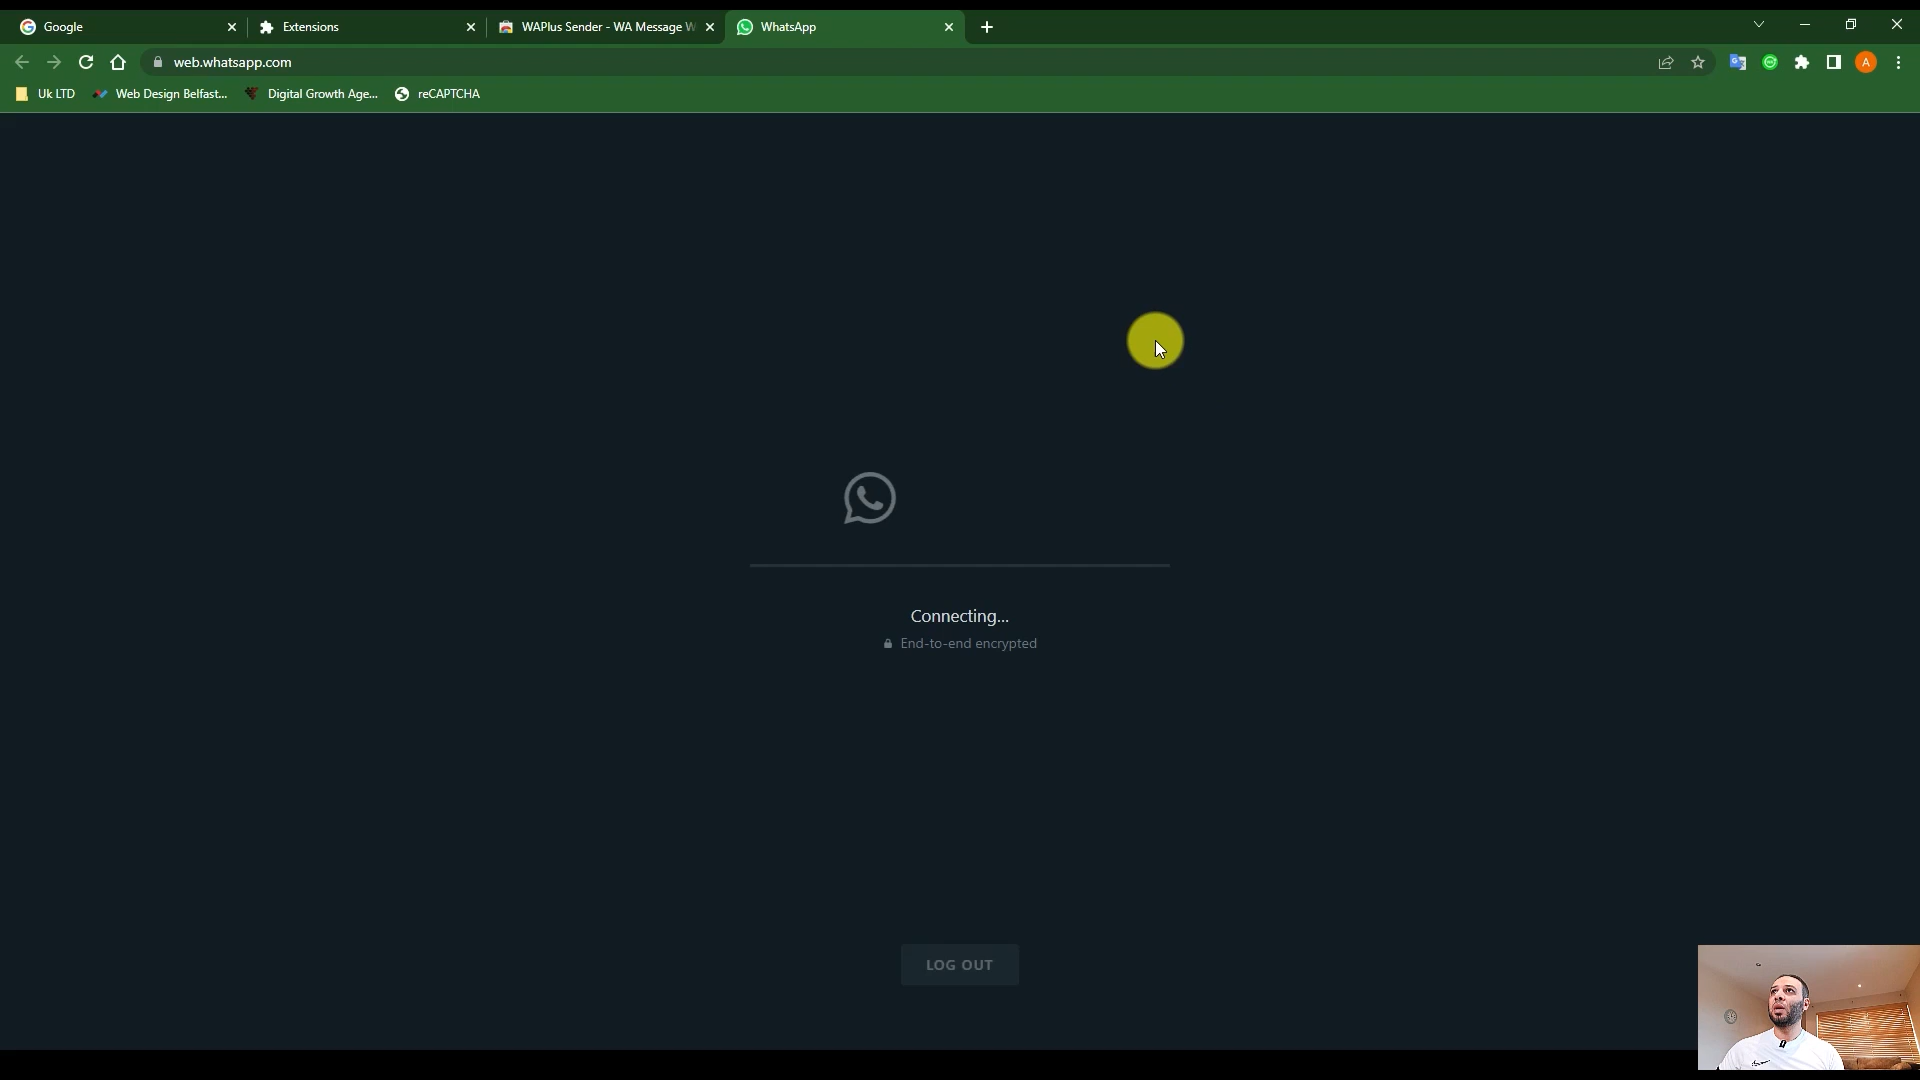 Google
Extensions
WAPlus Sender - WA Message W
WhatsApp
web.whatsapp.com
A
Uk LTD
Web Design Belfast...
Digital Growth Age...
reCAPTCHA
Connecting...
End-to-end encrypted
LOG OUT